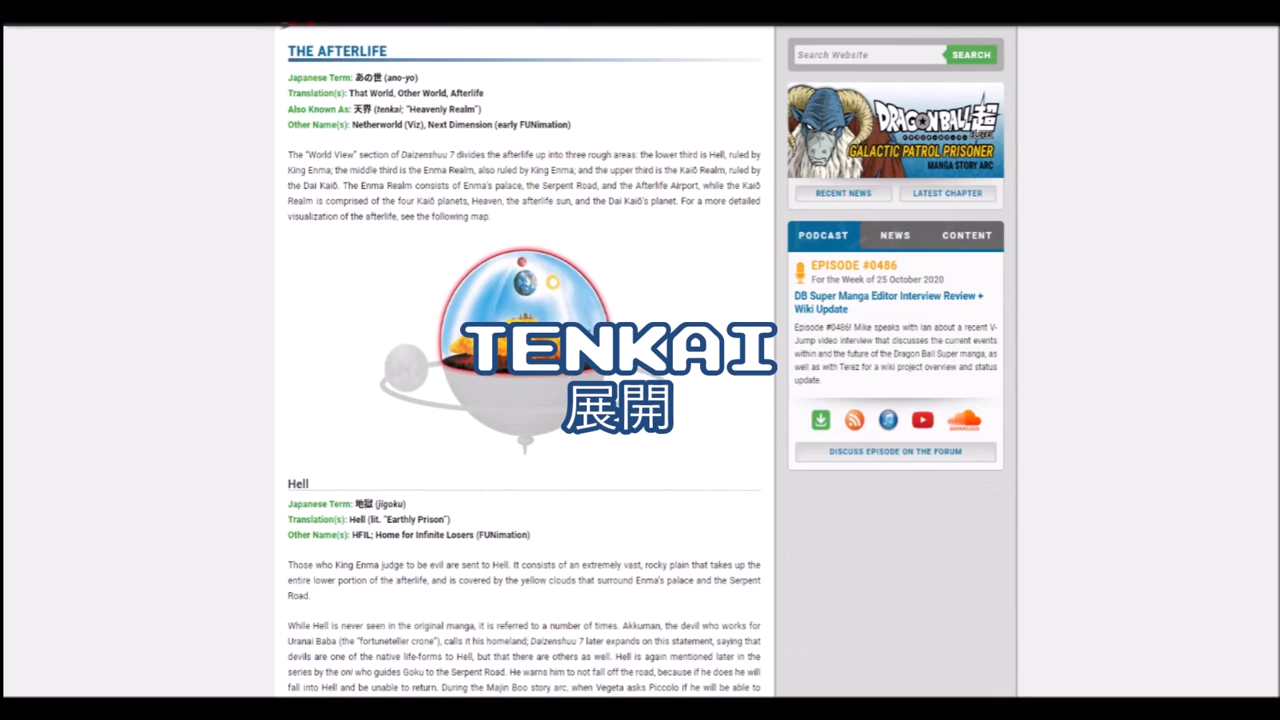 THE AFTERLIFE
Japanese Term: あの世 (ano-yo)
Translation(s): That World, Other World, Afterlife
Also Known As: 天界 (tenkai; "Heavenly Realm")
Other Name(s): Netherworld (Viz), Next Dimension (early FUNimation)
The "World View" section of Daizenshuu 7 divides the afterlife up into three rough areas: the lower third is Hell, ruled by
King Enma; the middle third is the Enma Realm, also ruled by King Enma; and the upper third is the Kaiō Realm, ruled by
the Dai Kaiō. The Enma Realm consists of Enma's palace, the Serpent Road, and the Afterlife Airport, while the Kaiō
Realm is comprised of the four Kaiō planets, Heaven, the afterlife sun, and the Dai Kaiō's planet. For a more detailed
visualization of the afterlife, see the following map.
TENKAI
展開
Hell
Japanese Term: 地獄 (jigoku)
Translation(s): Hell (lit. "Earthly Prison")
Other Name(s): HFIL; Home for Infinite Losers (FUNimation)
Those who King Enma judge to be evil are sent to Hell. It consists of an extremely vast, rocky plain that takes up the
entire lower portion of the afterlife, and is covered by the yellow clouds that surround Enma's palace and the Serpent
Road.
While Hell is never seen in the original manga, it is referred to a number of times. Akkuman, the devil who works for
Uranai Baba (the "fortuneteller crone"), calls it his homeland; Daizenshuu 7 later expands on this statement, saying that
devils are one of the native life-forms to Hell, but that there are others as well. Hell is again mentioned later in the
series by the oni who guides Goku to the Serpent Road. He warns him to not fall off the road, because if he does he will
fall into Hell and be unable to return. During the Majin Boo story arc, when Vegeta asks Piccolo if he will be able to
Search Website
SEARCH
DRAGON BALL超
SUPER
GALACTIC PATROL PRISONER
MANGA STORY ARC
RECENT NEWS
LATEST CHAPTER
PODCAST
NEWS
CONTENT
EPISODE #0486
For the Week of 25 October 2020
DB Super Manga Editor Interview Review +
Wiki Update
Episode #0486! Mike speaks with Ian about a recent V-
Jump video interview that discusses the current events
within and the future of the Dragon Ball Super manga, as
well as with Terez for a wiki project overview and status
update.
SOUNDCLOUD
DISCUSS EPISODE ON THE FORUM